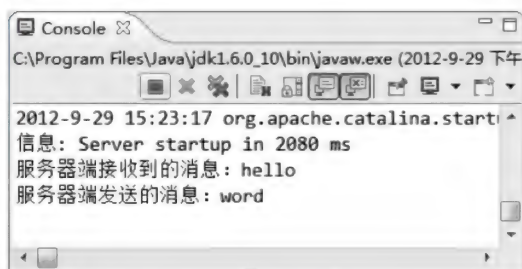 Console
C:\Program Files\Java\jdk1.6.0_10\bin\javaw.exe (2012-9-29 下午
2012-9-29 15:23:17 org.apache.catalina.start
信息: Server startup in 2080 ms
服务器端接收到的消息：hello
服务器端发送的消息：word